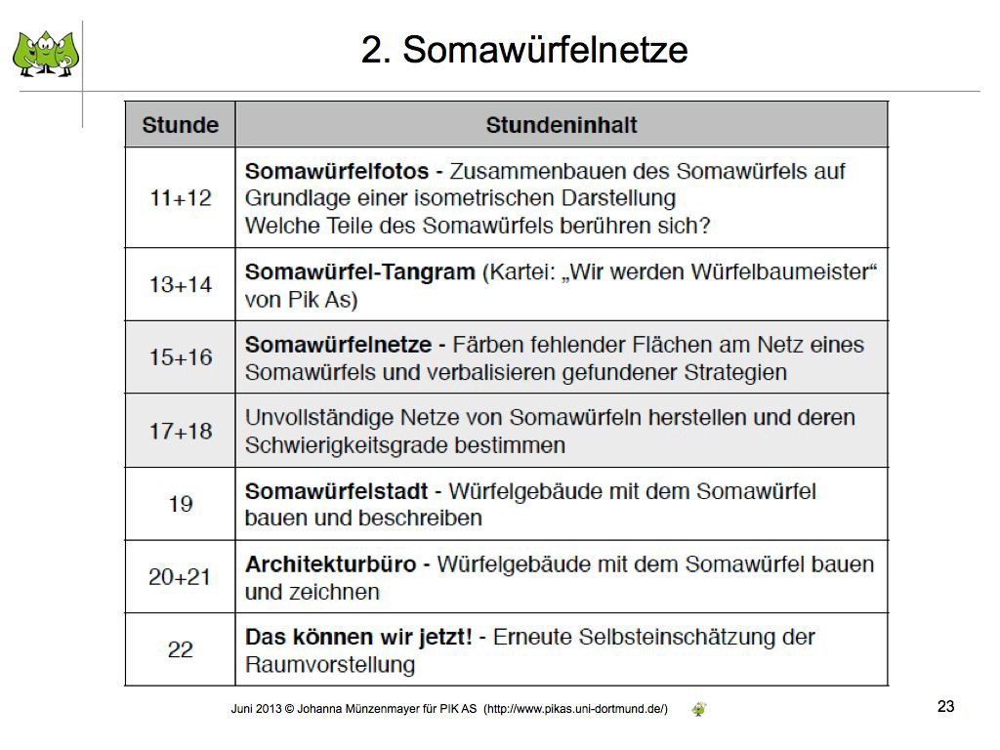 2. Somawürfelnetze
Stunde Stundeninhalt
11+12
Somawürfelfotos - Zusammenbauen des Somawürfels auf
Grundlage einer isometrischen Darstellung
Welche Teile des Somawürfels berühren sich?
13+14
Somawürfel-Tangram (Kartei: „Wir werden Würfelbaumeister“
von Pik As)
15+16
Somawürfelnetze - Färben fehlender Flächen am Netz eines
Somawürfels und verbalisieren gefundener Strategien
17+18
Unvollständige Netze von Somawürfeln herstellen und deren
Schwierigkeitsgrade bestimmen
19
Somawürfelstadt - Würfelgebäude mit dem Somawürfel
bauen und beschreiben
20+21
Architekturbüro - Würfelgebäude mit dem Somawürfel bauen
und zeichnen
22
Das können wir jetzt! - Erneute Selbsteinschätzung der
Raumvorstellung
Juni 2013 © Johanna Münzenmayer für PIK AS (http://www.pikas.uni-dortmund.de/)
23